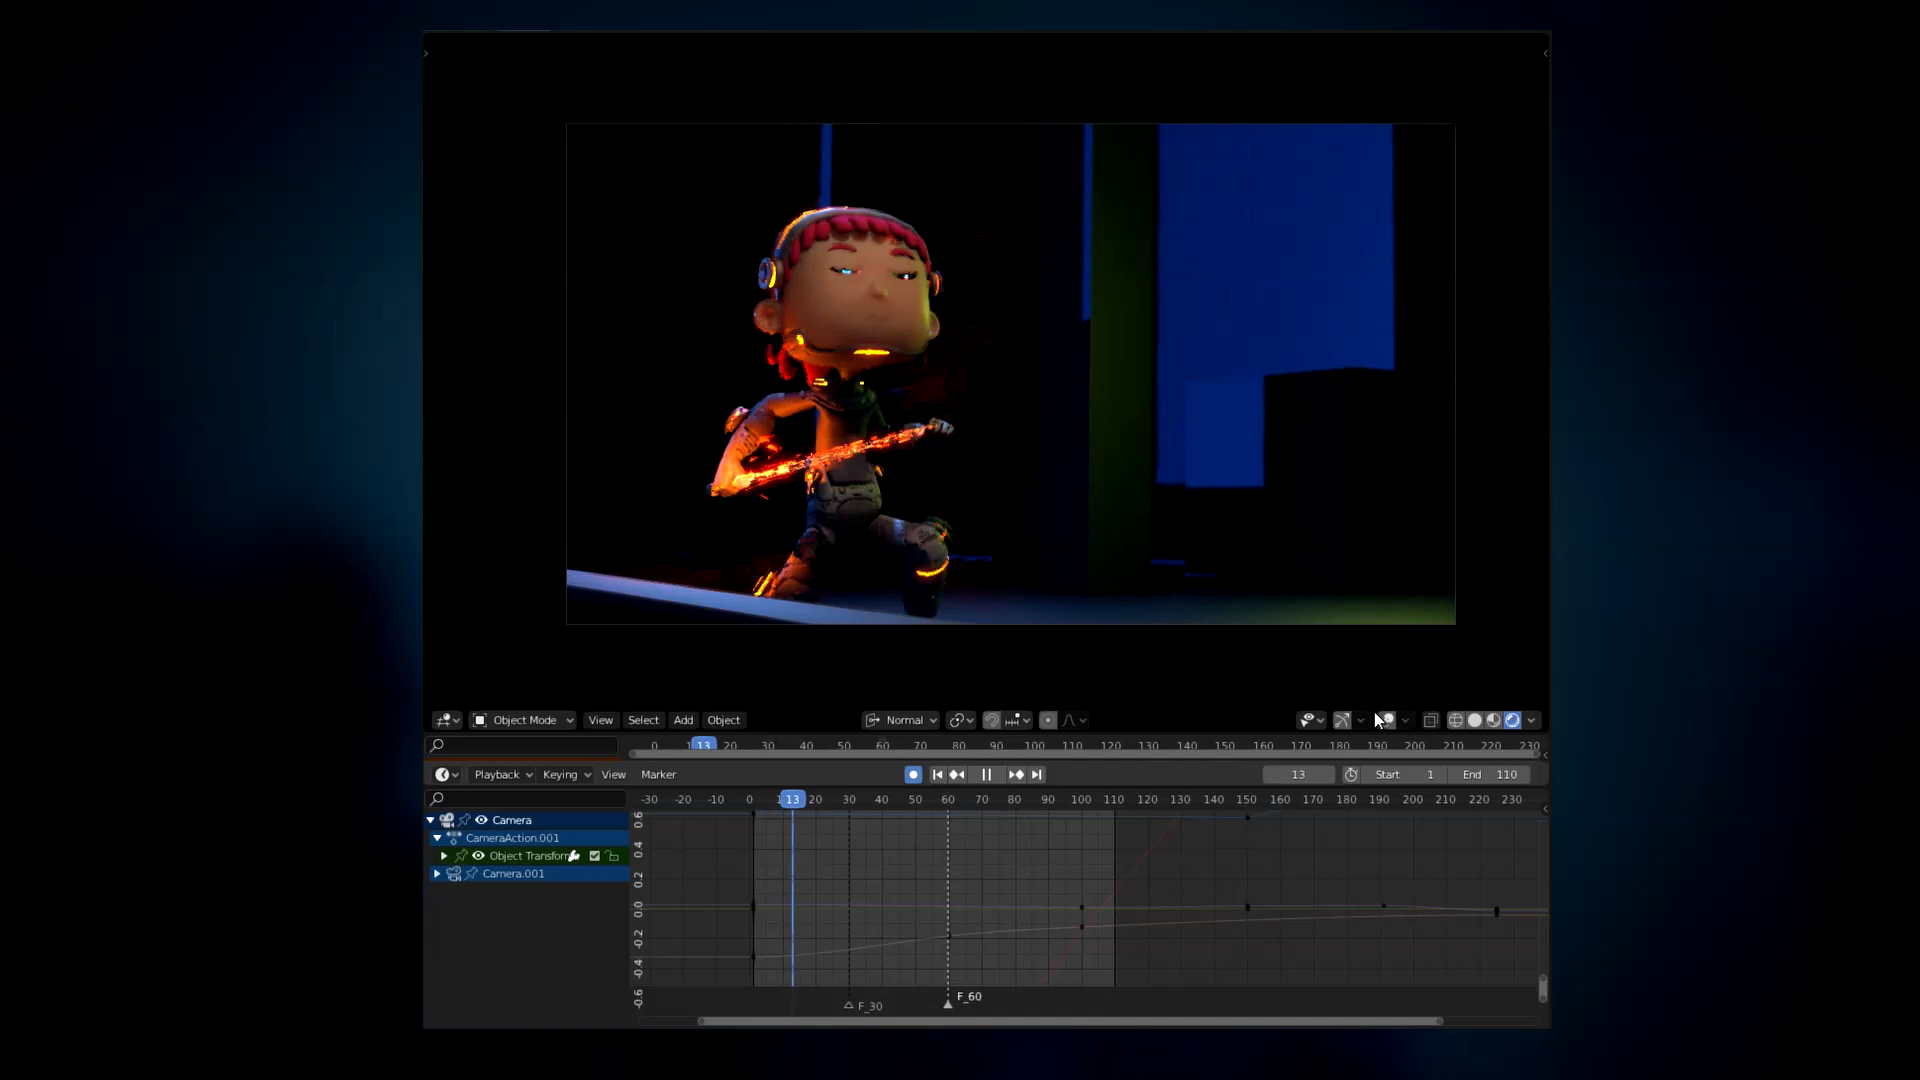 Object Mode View Select Add Object Normal
0 13 20 30 40 50 60 70 80 90 100 110 120 130 140 150 160 170 180 190 200 210 220 230
Playback Keying View Marker 13 Start 1 End 110
-30 -20 -10 0 13 20 30 40 50 60 70 80 90 100 110 120 130 140 150 160 170 180 190 200 210 220 230
Camera
CameraAction.001
Object Transform
Camera.001
0.6
0.4
0.2
0.0
-0.2
-0.4
-0.6
F_30
F_60